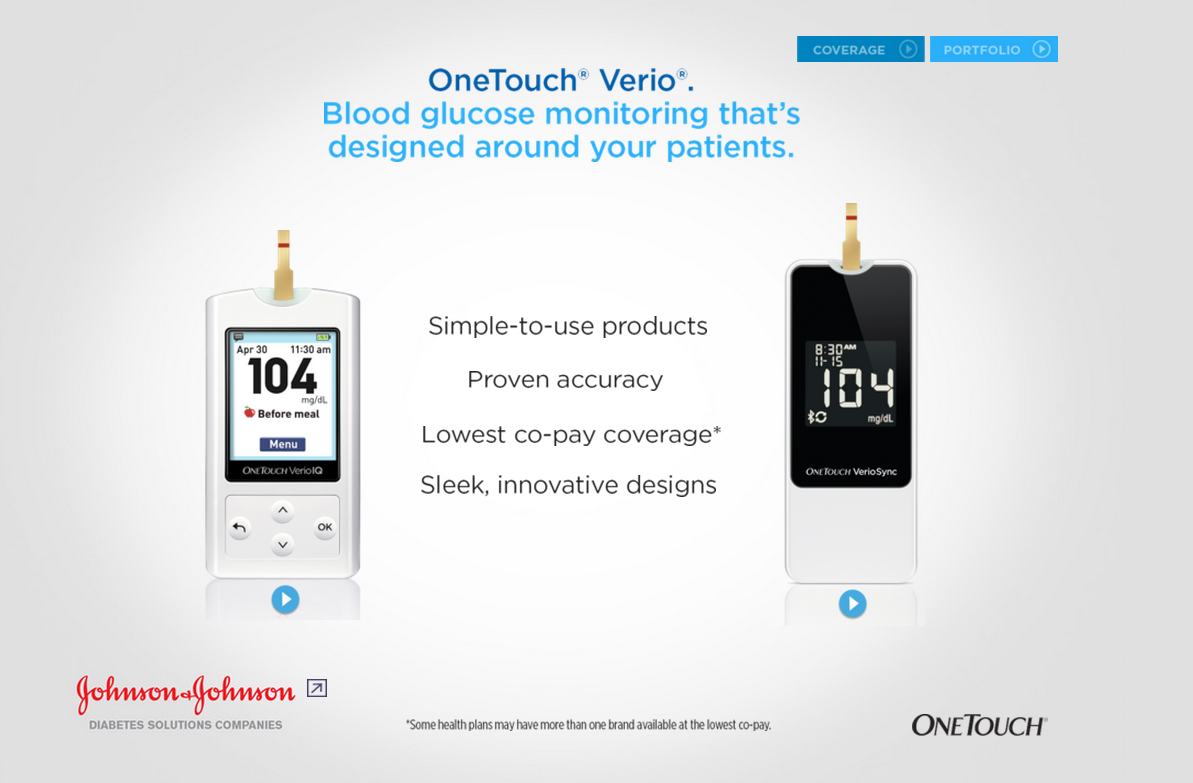 COVERAGE
PORTFOLIO
OneTouch® Verio®.
Blood glucose monitoring that's
designed around your patients.
Apr 30 11:30 am
104
mg/dL
Before meal
Menu
ONETOUCH VerioIQ
OK
Simple-to-use products
Proven accuracy
Lowest co-pay coverage*
Sleek, innovative designs
8:30AM
11-15
104
mg/dL
ONETOUCH VerioSync
Johnson & Johnson
DIABETES SOLUTIONS COMPANIES
*Some health plans may have more than one brand available at the lowest co-pay.
ONETOUCH®